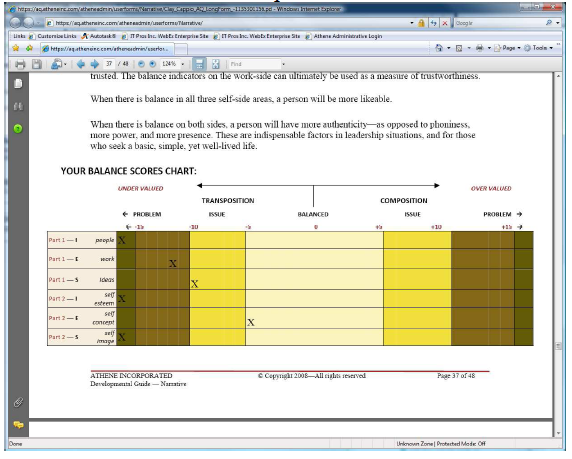 https://aq.atheneinc.com/atheneadmin/userforms/Narrative/Clay_Cappio_AQ_Longform_-1135301156.pd - Windows Internet Explorer
https://aq.atheneinc.com/atheneadmin/userforms/Narrative/
Google
Links Customize Links Autotask® IT Pros Inc. WebEx Enterprise Site IT Pros Inc. WebEx Enterprise Site Athene Administrative Login
https://aq.atheneinc.com/atheneadmin/userfor... Page Tools
37 / 48 124% Find
trusted. The balance indicators on the work-side can ultimately be used as a measure of trustworthiness.
When there is balance in all three self-side areas, a person will be more likeable.
When there is balance on both sides, a person will have more authenticity—as opposed to phoniness,
more power, and more presence. These are indispensable factors in leadership situations, and for those
who seek a basic, simple, yet well-lived life.
YOUR BALANCE SCORES CHART:
UNDER VALUED OVER VALUED
TRANSPOSITION COMPOSITION
← PROBLEM ISSUE BALANCED ISSUE PROBLEM →
← -15 -10 -5 0 +5 +10 +15 →
Part 1 — I people X
Part 1 — E work X
Part 1 — S Ideas X
Part 2 — I self esteem X
Part 2 — E self concept X
Part 2 — S self image X
ATHENE INCORPORATED © Copyright 2008—All rights reserved Page 37 of 48
Developmental Guide — Narrative
Done Unknown Zone | Protected Mode: Off